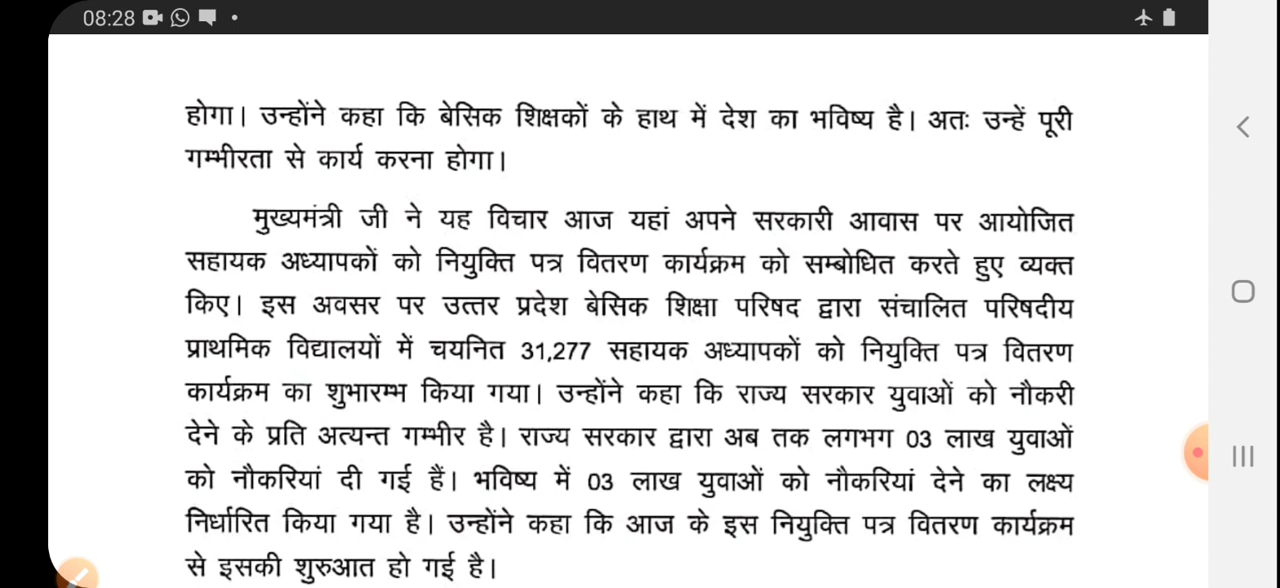 08:28
होगा। उन्होंने कहा कि बेसिक शिक्षकों के हाथ में देश का भविष्य है। अतः उन्हें पूरी
गम्भीरता से कार्य करना होगा।
मुख्यमंत्री जी ने यह विचार आज यहां अपने सरकारी आवास पर आयोजित
सहायक अध्यापकों को नियुक्ति पत्र वितरण कार्यक्रम को सम्बोधित करते हुए व्यक्त
किए। इस अवसर पर उत्तर प्रदेश बेसिक शिक्षा परिषद द्वारा संचालित परिषदीय
प्राथमिक विद्यालयों में चयनित 31,277 सहायक अध्यापकों को नियुक्ति पत्र वितरण
कार्यक्रम का शुभारम्भ किया गया। उन्होंने कहा कि राज्य सरकार युवाओं को नौकरी
देने के प्रति अत्यन्त गम्भीर है। राज्य सरकार द्वारा अब तक लगभग 03 लाख युवाओं
को नौकरियां दी गई हैं। भविष्य में 03 लाख युवाओं को नौकरियां देने का लक्ष्य
निर्धारित किया गया है। उन्होंने कहा कि आज के इस नियुक्ति पत्र वितरण कार्यक्रम
से इसकी शुरुआत हो गई है।